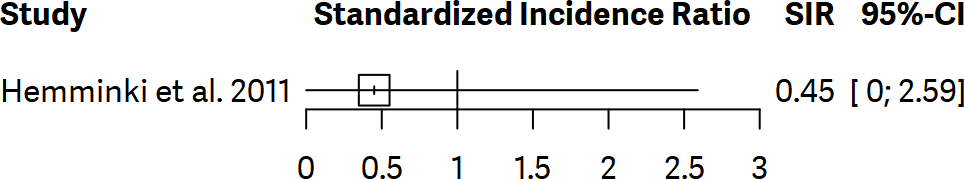 Study Standardized Incidence Ratio SIR 95%-CI
Hemminki et al. 2011 0.45 [ 0; 2.59]
0 0.5 1 1.5 2 2.5 3